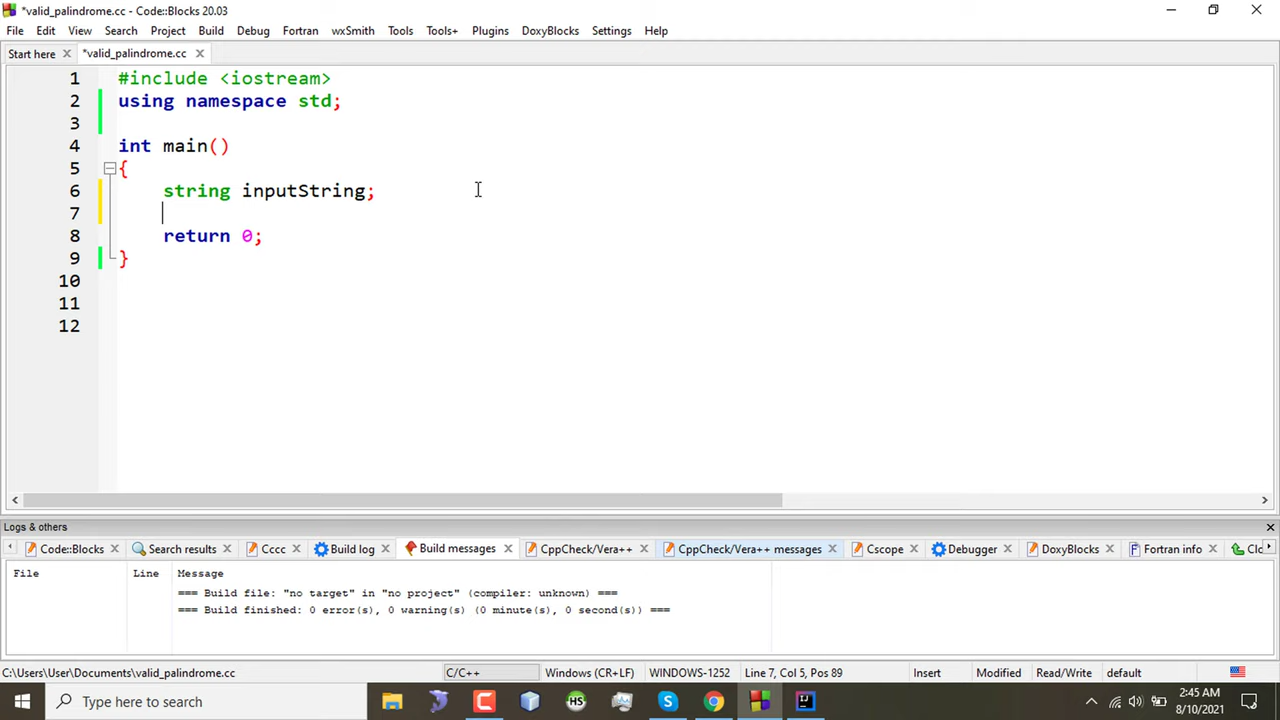 *valid_palindrome.cc - Code::Blocks 20.03
File Edit View Search Project Build Debug Fortran wxSmith Tools Tools+ Plugins DoxyBlocks Settings Help
Start here *valid_palindrome.cc
1 #include <iostream>
2 using namespace std;
3
4 int main()
5 {
6 string inputString;
7
8 return 0;
9 }
10
11
12
Logs & others
Code::Blocks Search results Cccc Build log Build messages CppCheck/Vera++ CppCheck/Vera++ messages Cscope Debugger DoxyBlocks Fortran info Clo
File Line Message
=== Build file: "no target" in "no project" (compiler: unknown) ===
=== Build finished: 0 error(s), 0 warning(s) (0 minute(s), 0 second(s)) ===
C:\Users\User\Documents\valid_palindrome.cc C/C++ Windows (CR+LF) WINDOWS-1252 Line 7, Col 5, Pos 89 Insert Modified Read/Write default
Type here to search
HS
2:45 AM
8/10/2021